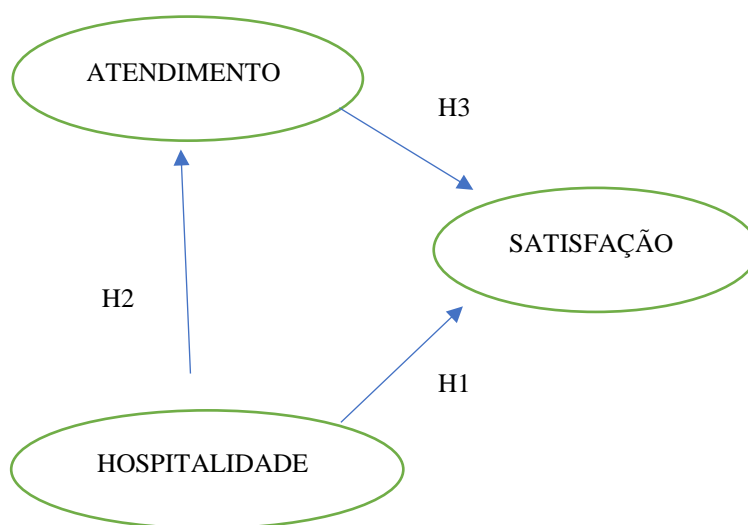 ATENDIMENTO
H3
SATISFAÇÃO
H2
H1
HOSPITALIDADE